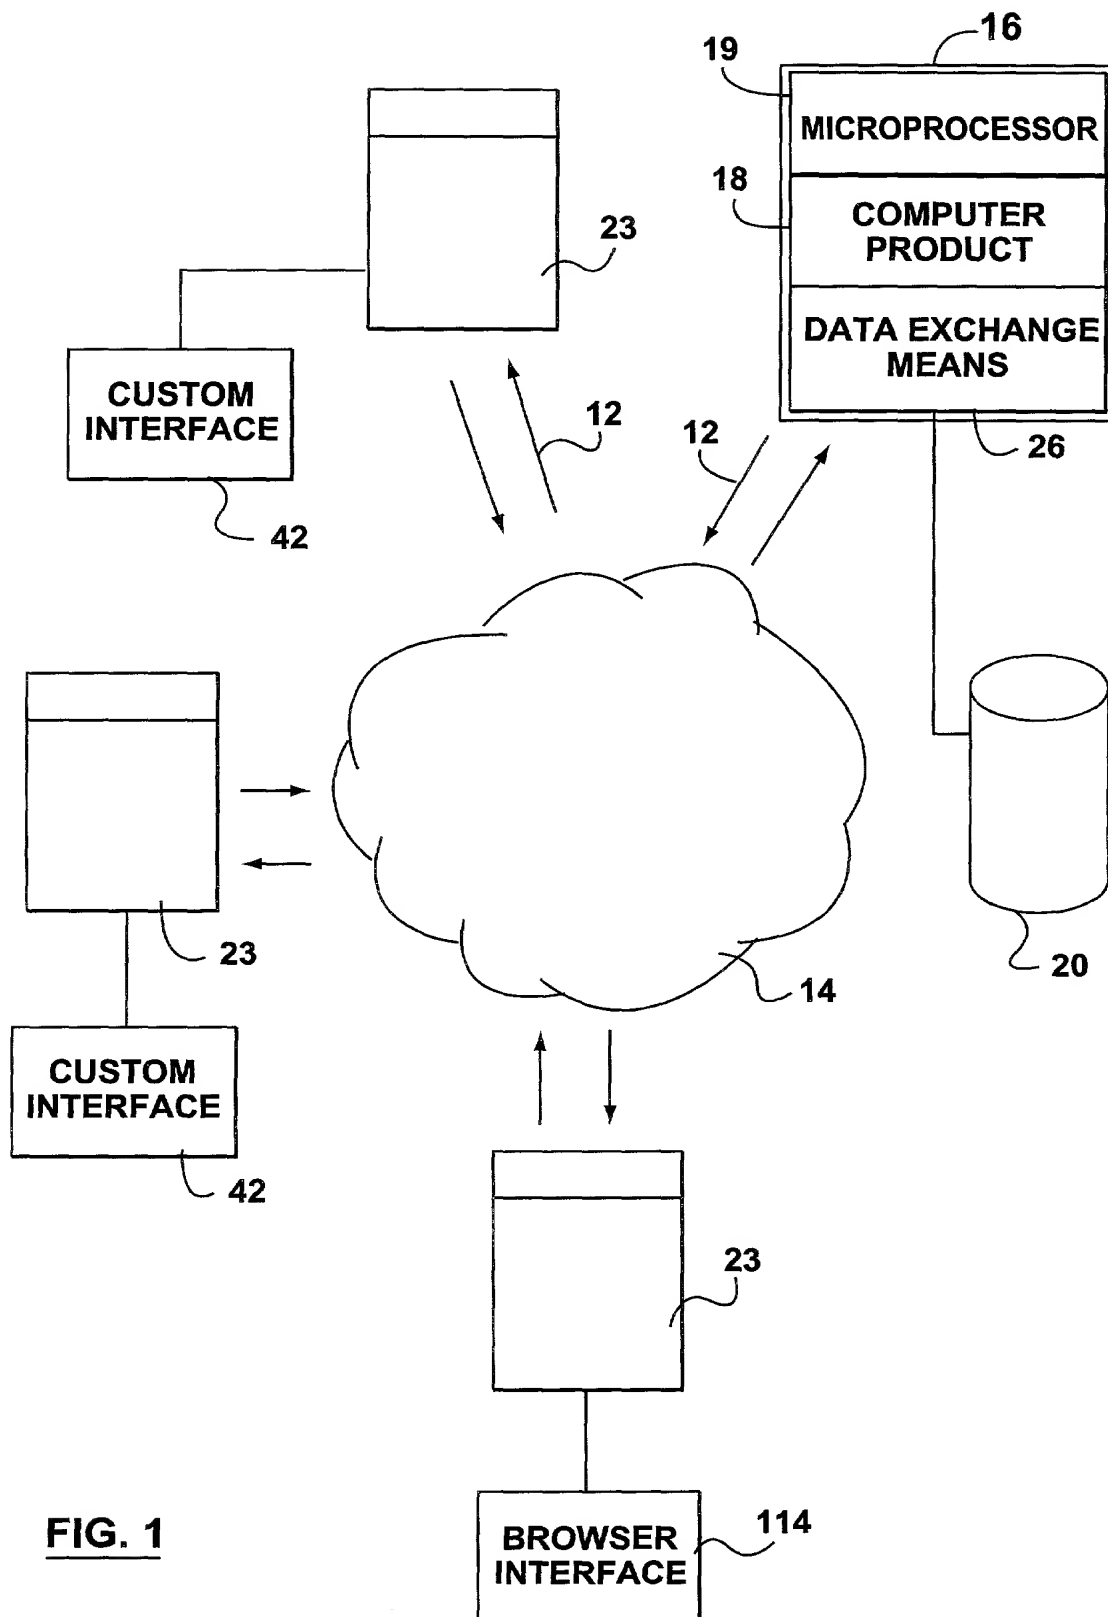 16
19
MICROPROCESSOR
18
COMPUTER
PRODUCT
23
DATA EXCHANGE
MEANS
CUSTOM
INTERFACE
12
12
26
42
23
20
14
CUSTOM
INTERFACE
42
23
114
BROWSER
INTERFACE
FIG. 1